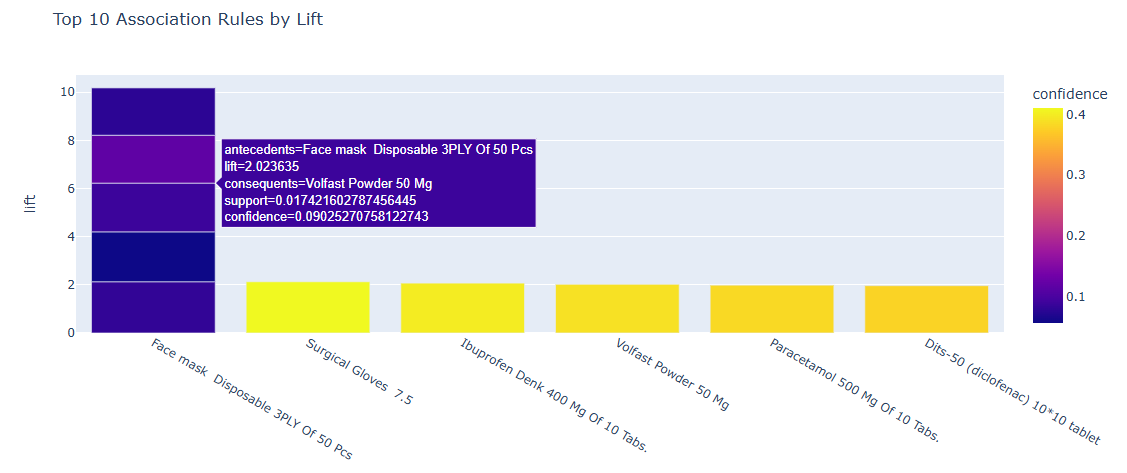 Top 10 Association Rules by Lift
lift
10
8
6
4
2
0
antecedents=Face mask  Disposable 3PLY Of 50 Pcs
lift=2.023635
consequents=Volfast Powder 50 Mg
support=0.017421602787456445
confidence=0.09025270758122743
Face mask  Disposable 3PLY Of 50 Pcs
Surgical Gloves  7.5
Ibuprofen Denk 400 Mg Of 10 Tabs.
Volfast Powder 50 Mg
Paracetamol 500 Mg Of 10 Tabs.
Dits-50 (diclofenac) 10*10 tablet
confidence
0.4
0.3
0.2
0.1